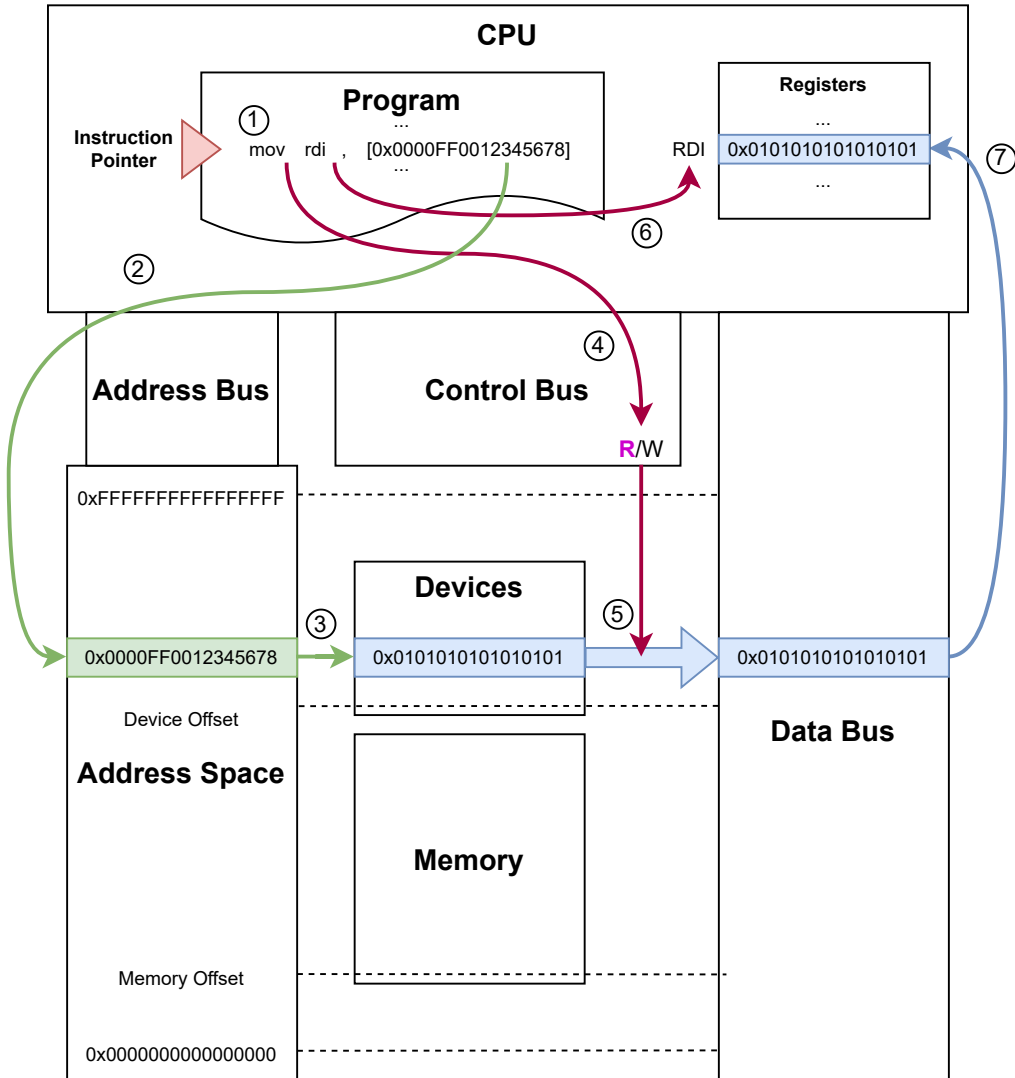 CPU
Program
...
Instruction
Pointer
①
mov rdi , [0x0000FF0012345678]
...
Registers
...
RDI 0x0101010101010101
...
⑦
⑥
②
④
Address Bus
Control Bus
R/W
0xFFFFFFFFFFFFFFFF
Devices
③
⑤
0x0000FF0012345678
0x0101010101010101
0x0101010101010101
Device Offset
Address Space
Data Bus
Memory
Memory Offset
0x0000000000000000